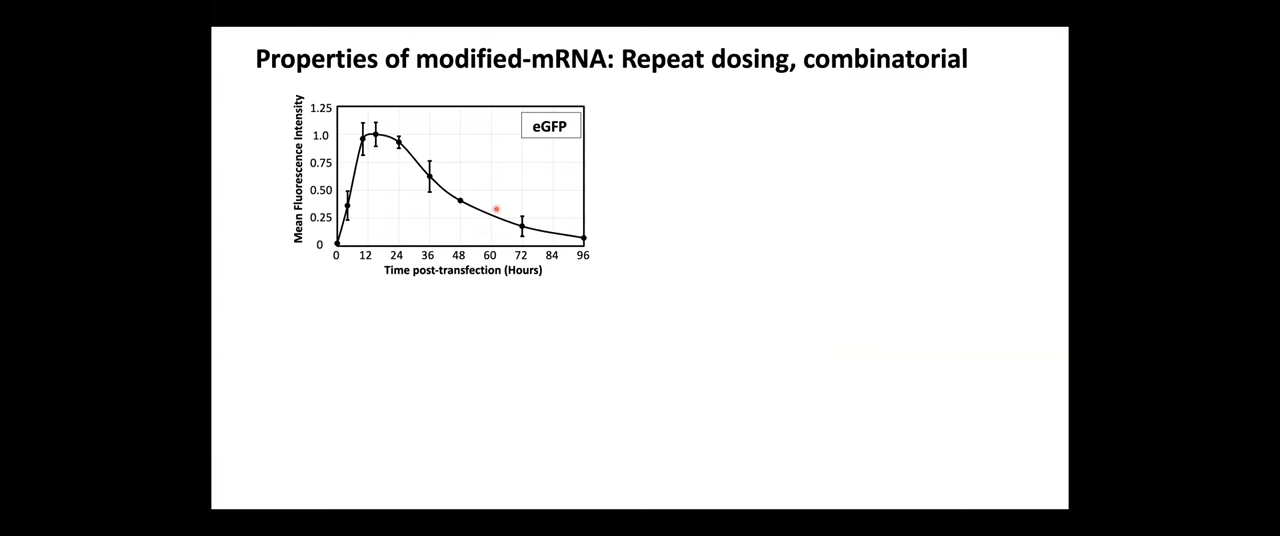 Properties of modified-mRNA: Repeat dosing, combinatorial
Mean Fluorescence Intensity
1.25
1.0
0.75
0.50
0.25
0
eGFP
0 12 24 36 48 60 72 84 96
Time post-transfection (Hours)